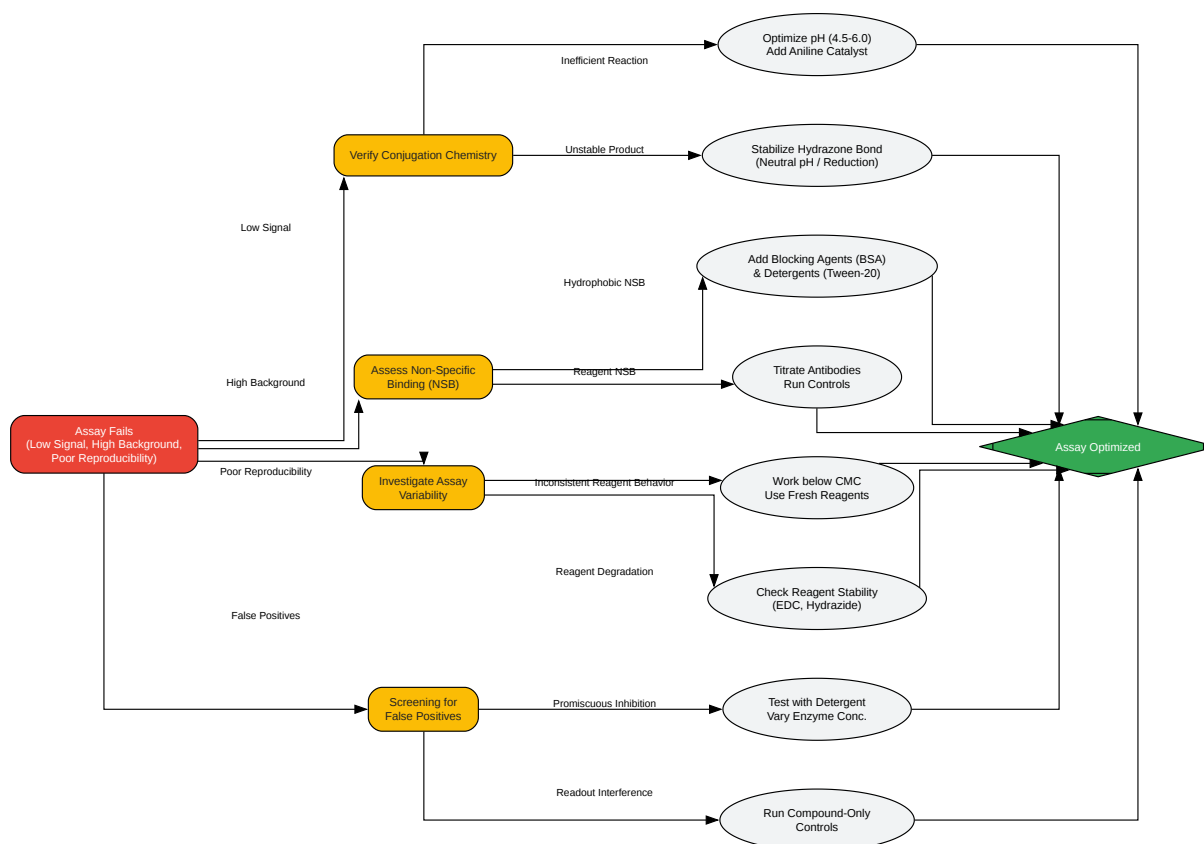 Optimize pH (4.5-6.0)
Add Aniline Catalyst
Inefficient Reaction
Verify Conjugation Chemistry
Unstable Product
Stabilize Hydrazone Bond
(Neutral pH / Reduction)
Low Signal
Add Blocking Agents (BSA)
& Detergents (Tween-20)
Hydrophobic NSB
High Background
Assess Non-Specific
Binding (NSB)
Reagent NSB
Titrate Antibodies
Run Controls
Assay Fails
(Low Signal, High Background,
Poor Reproducibility)
Assay Optimized
Poor Reproducibility
Investigate Assay
Variability
Inconsistent Reagent Behavior
Work below CMC
Use Fresh Reagents
Reagent Degradation
Check Reagent Stability
(EDC, Hydrazide)
False Positives
Screening for
False Positives
Promiscuous Inhibition
Test with Detergent
Vary Enzyme Conc.
Readout Interference
Run Compound-Only
Controls